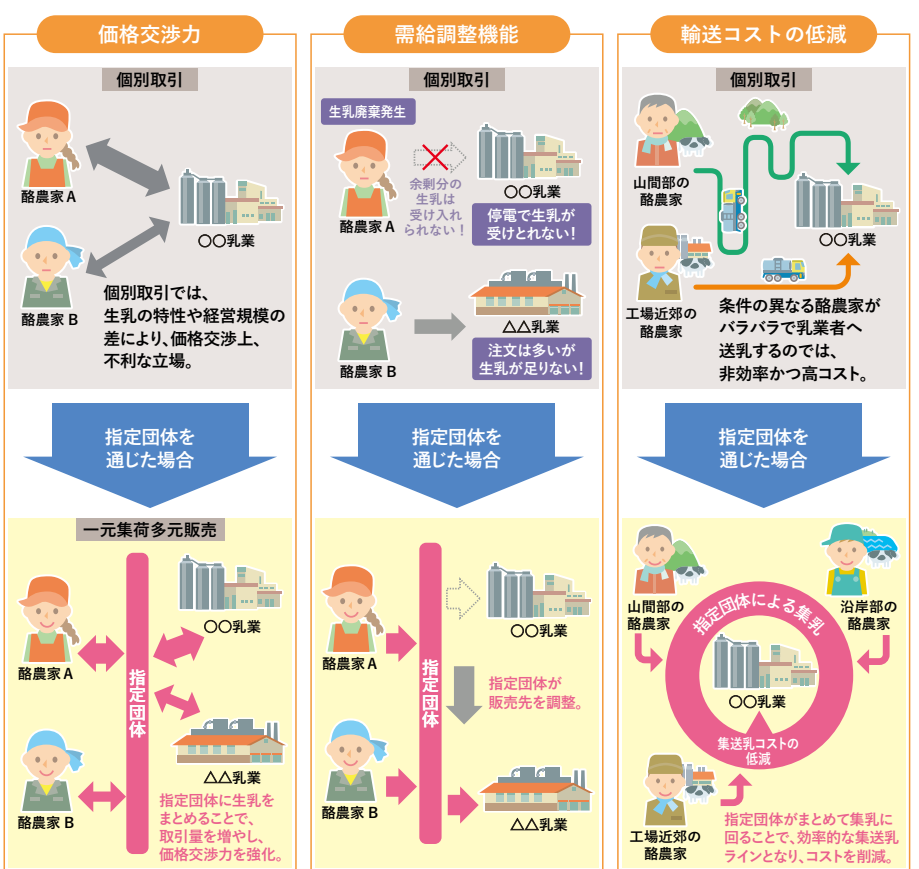 価格交渉力
個別取引
酪農家A
〇〇乳業
酪農家B
個別取引では、
生乳の特性や経営規模の
差により、価格交渉上、
不利な立場。
指定団体を
通じた場合
一元集荷多元販売
酪農家A
〇〇乳業
指定団体
△△乳業
酪農家B
指定団体に生乳を
まとめることで、
取引量を増やし、
価格交渉力を強化。
需給調整機能
個別取引
生乳廃棄発生
酪農家A
余剰分の
生乳は
受け入れ
られない！
〇〇乳業
停電で生乳が
受けとれない！
酪農家B
△△乳業
注文は多いが
生乳が足りない！
指定団体を
通じた場合
酪農家A
〇〇乳業
指定団体
指定団体が
販売先を調整。
酪農家B
△△乳業
輸送コストの低減
個別取引
山間部の
酪農家
〇〇乳業
工場近郊の
酪農家
条件の異なる酪農家が
バラバラで乳業者へ
送乳するのでは、
非効率かつ高コスト。
指定団体を
通じた場合
山間部の
酪農家
沿岸部の
酪農家
指定団体による集乳
〇〇乳業
集送乳コストの
低減
工場近郊の
酪農家
指定団体がまとめて集乳に
回ることで、効率的な集送乳
ラインとなり、コストを削減。